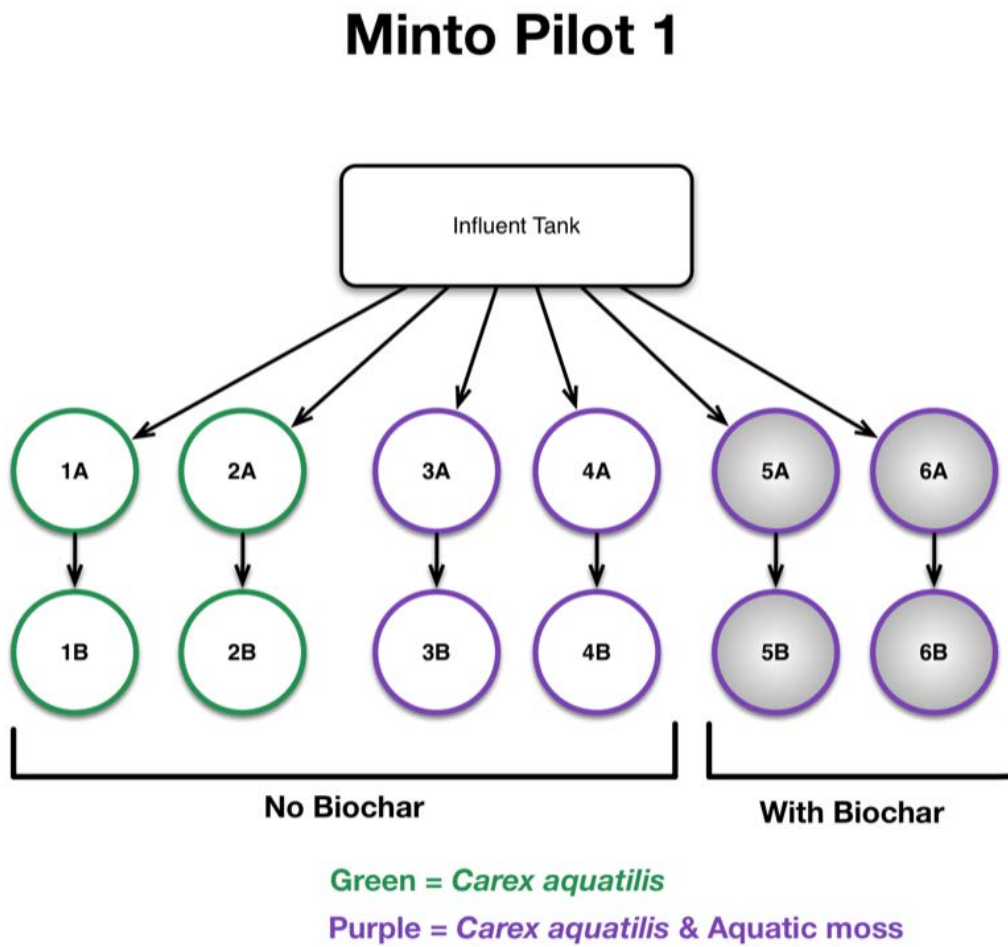 Minto Pilot 1
Influent Tank
1A
2A
3A
4A
5A
6A
1B
2B
3B
4B
5B
6B
No Biochar
With Biochar
Green = Carex aquatilis
Purple = Carex aquatilis & Aquatic moss